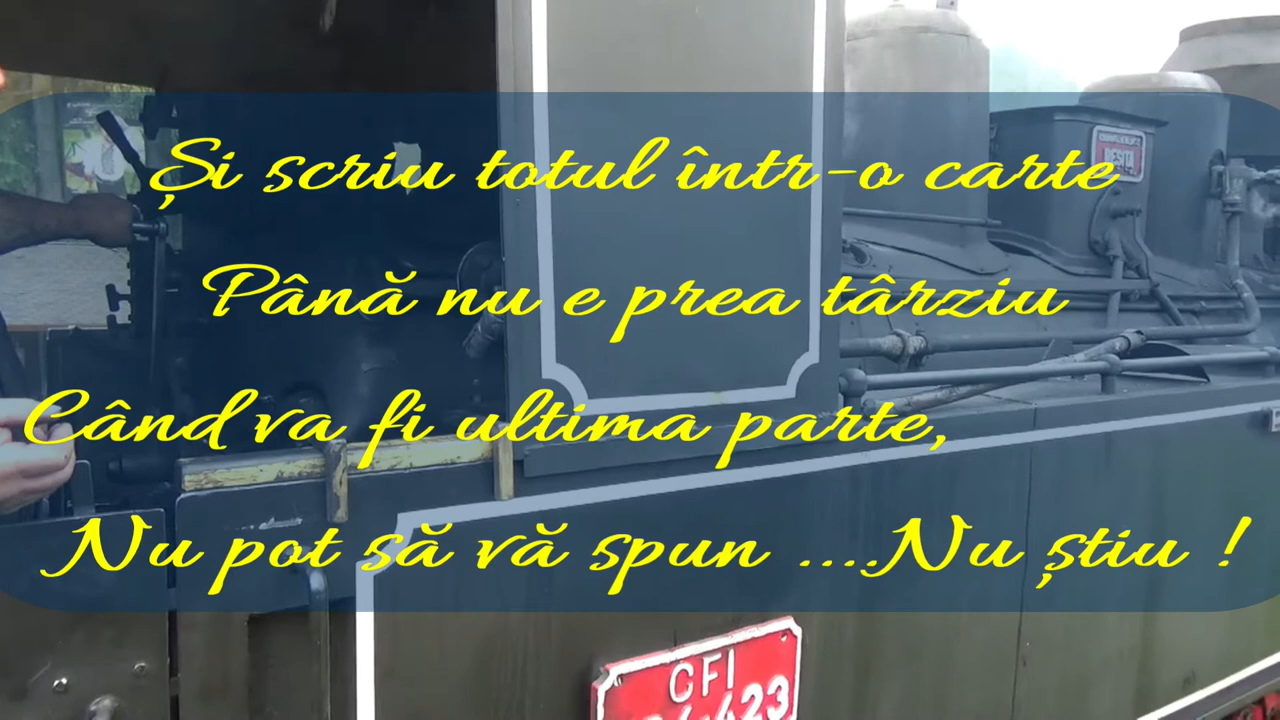 Și scriu totul într-o carte
Până nu e prea târziu
Când va fi ultima parte,
Nu pot să vă spun ....Nu știu !
CFI